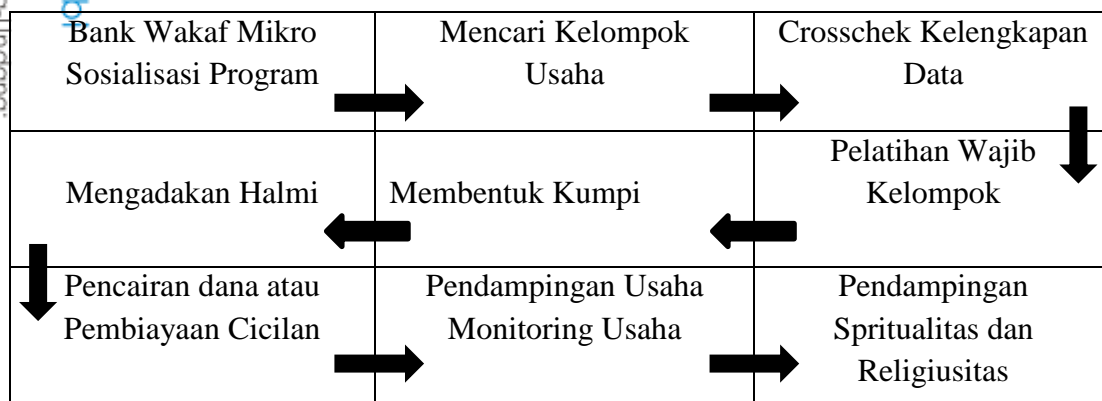 Bank Wakaf Mikro
Sosialisasi Program
Mencari Kelompok
Usaha
Crosschek Kelengkapan
Data
Pelatihan Wajib
Kelompok
Membentuk Kumpi
Mengadakan Halmi
Pencairan dana atau
Pembiayaan Cicilan
Pendampingan Usaha
Monitoring Usaha
Pendampingan
Spritualitas dan
Religiusitas